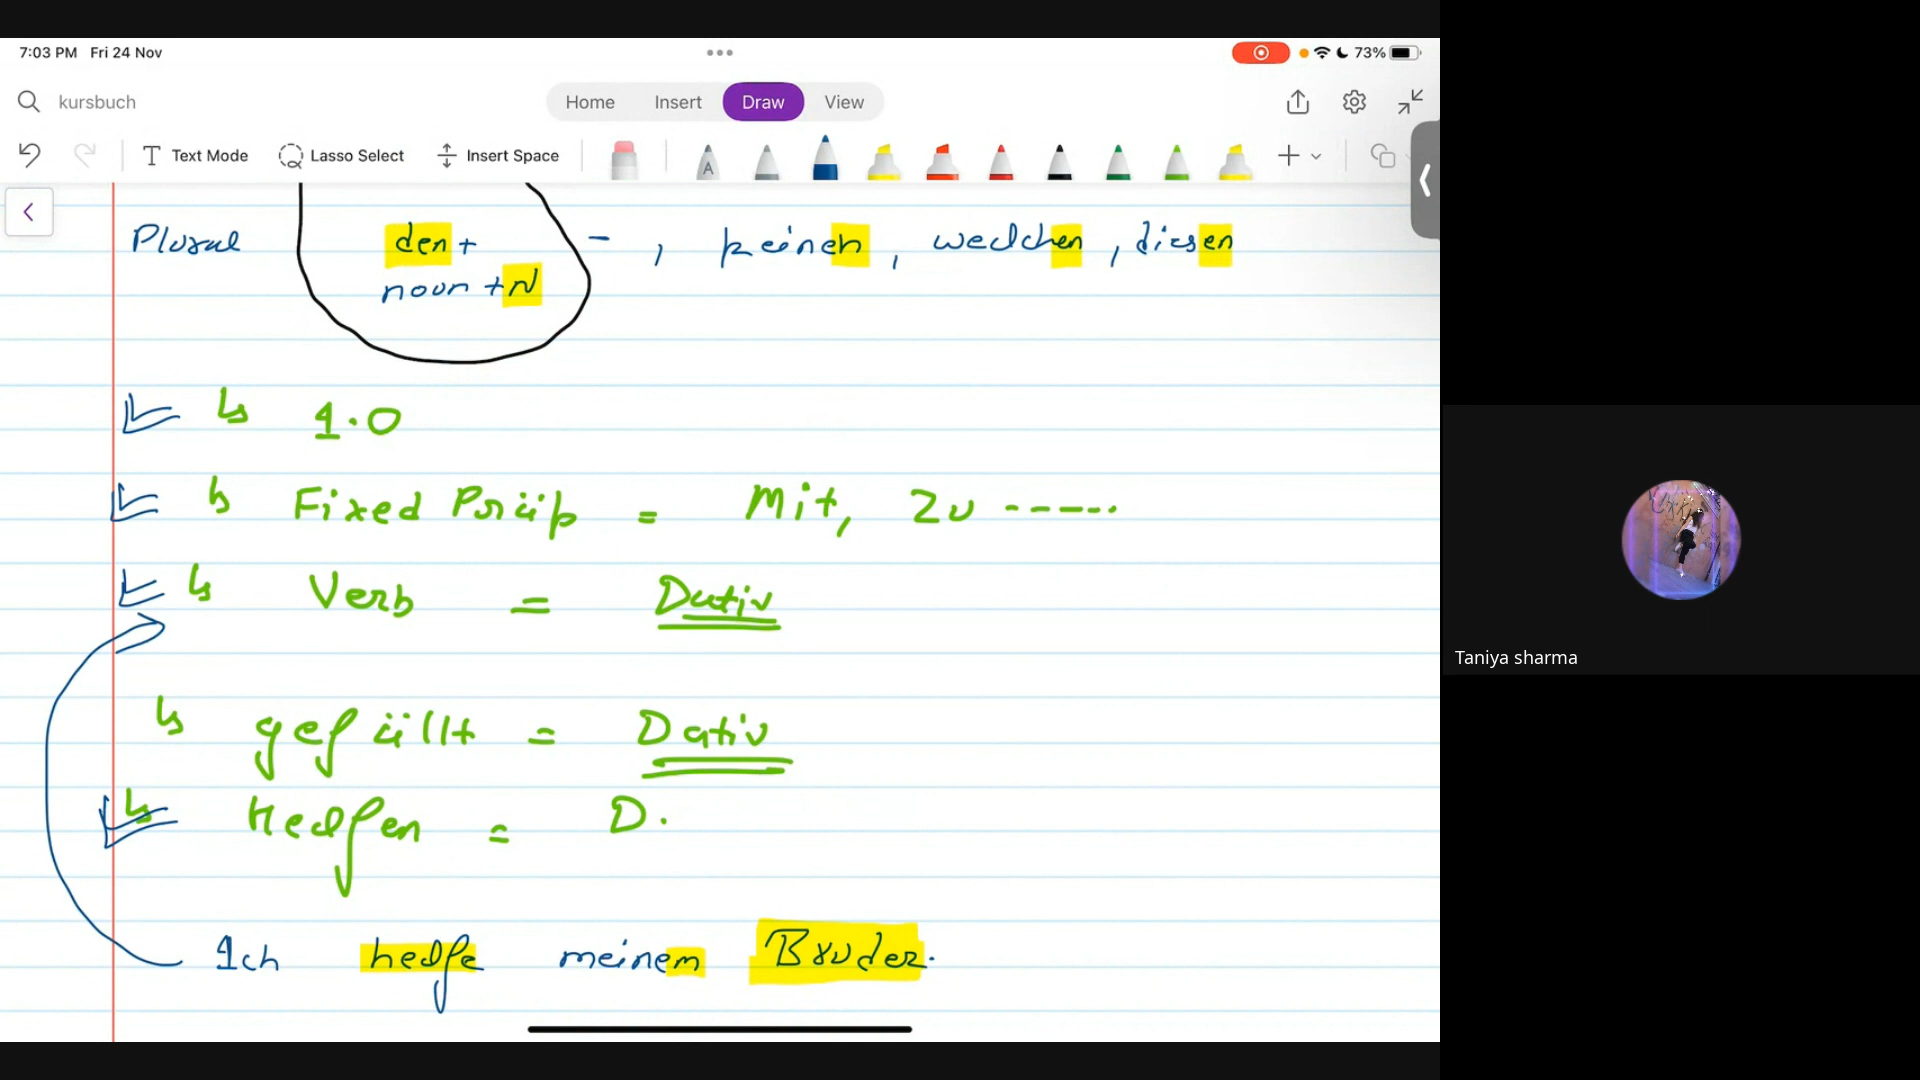 7:03 PM Fri 24 Nov
73%
kursbuch
Home Insert Draw View
Text Mode Lasso Select Insert Space
A
Plural den + - , keinen , welchen , diesen
noun + N
↳ 1.0
↳ Fixed Präp = Mit, Zu -----
↳ Verb = Dativ
↳ gefällt = Dativ
↳ Helfen = D.
Ich helfe meinem Bruder.
Taniya sharma